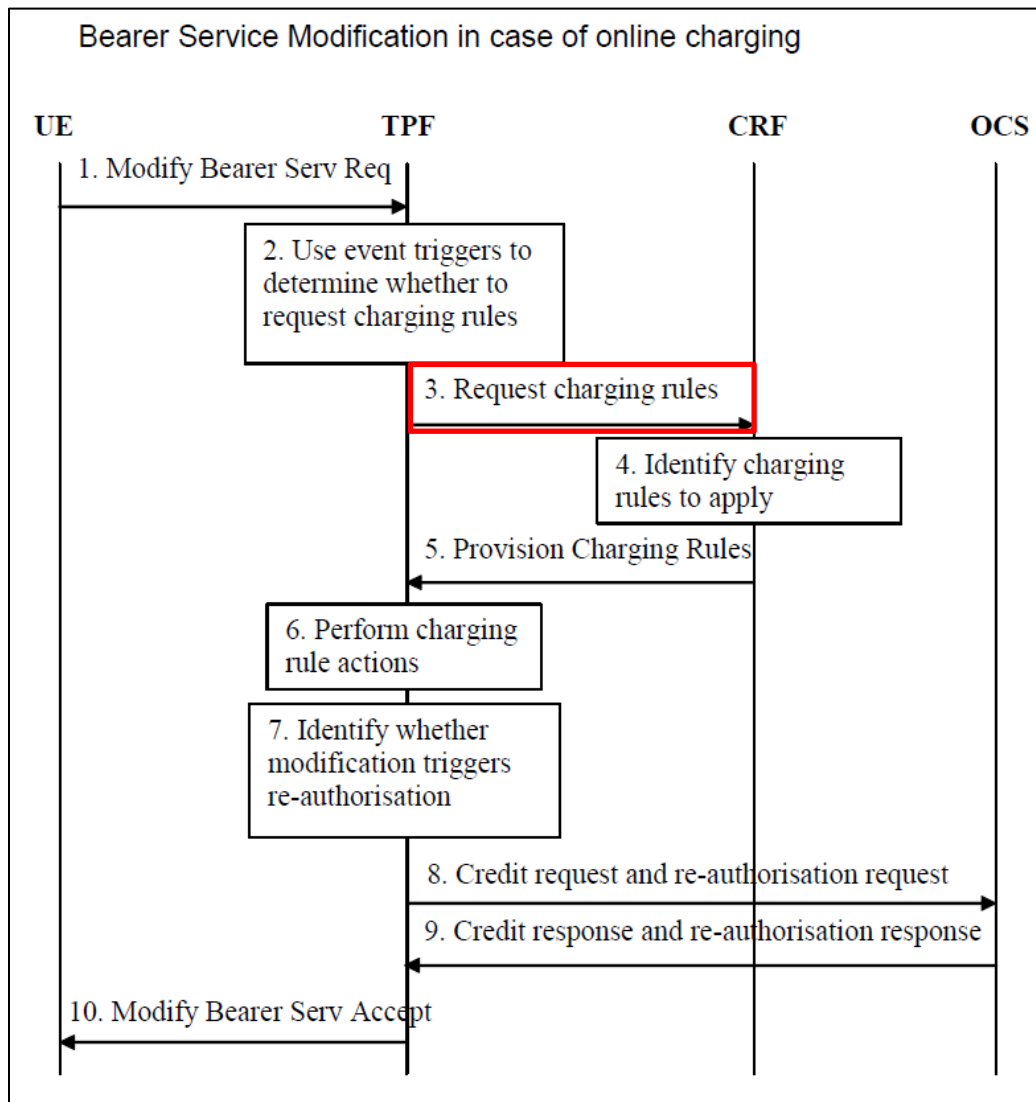 Bearer Service Modification in case of online charging
UE TPF CRF OCS
1. Modify Bearer Serv Req
2. Use event triggers to
determine whether to
request charging rules
3. Request charging rules
4. Identify charging
rules to apply
5. Provision Charging Rules
6. Perform charging
rule actions
7. Identify whether
modification triggers
re-authorisation
8. Credit request and re-authorisation request
9. Credit response and re-authorisation response
10. Modify Bearer Serv Accept